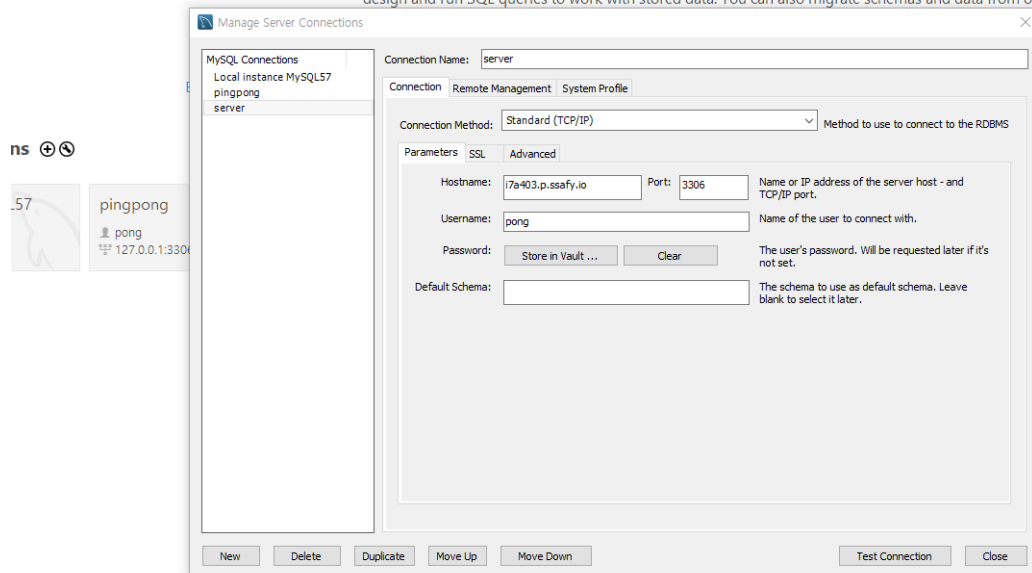 design and run SQL queries to work with stored data. You can also migrate schemas and data from o
Manage Server Connections
MySQL Connections
Local instance MySQL57
pingpong
server
Connection Name: server
Connection Remote Management System Profile
Connection Method: Standard (TCP/IP) Method to use to connect to the RDBMS
Parameters SSL Advanced
Hostname: i7a403.p.ssafy.io Port: 3306 Name or IP address of the server host - and
TCP/IP port.
Username: pong Name of the user to connect with.
Password: Store in Vault ... Clear The user's password. Will be requested later if it's
not set.
Default Schema: The schema to use as default schema. Leave
blank to select it later.
ns
.57
pingpong
pong
127.0.0.1:3306
New Delete Duplicate Move Up Move Down Test Connection Close